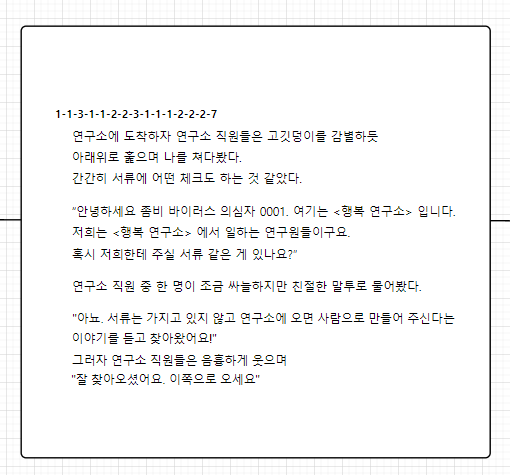 1-1-3-1-1-2-2-3-1-1-1-2-2-2-7
연구소에 도착하자 연구소 직원들은 고깃덩이를 감별하듯
아래위로 훑으며 나를 쳐다봤다.
간간히 서류에 어떤 체크도 하는 것 같았다.
"안녕하세요 좀비 바이러스 의심자 0001. 여기는 <행복 연구소> 입니다.
저희는 <행복 연구소> 에서 일하는 연구원들이구요.
혹시 저희한테 주실 서류 같은 게 있나요?"
연구소 직원 중 한 명이 조금 싸늘하지만 친절한 말투로 물어봤다.
"아뇨. 서류는 가지고 있지 않고 연구소에 오면 사람으로 만들어 주신다는
이야기를 듣고 찾아왔어요!"
그러자 연구소 직원들은 음흉하게 웃으며
"잘 찾아오셨어요. 이쪽으로 오세요"